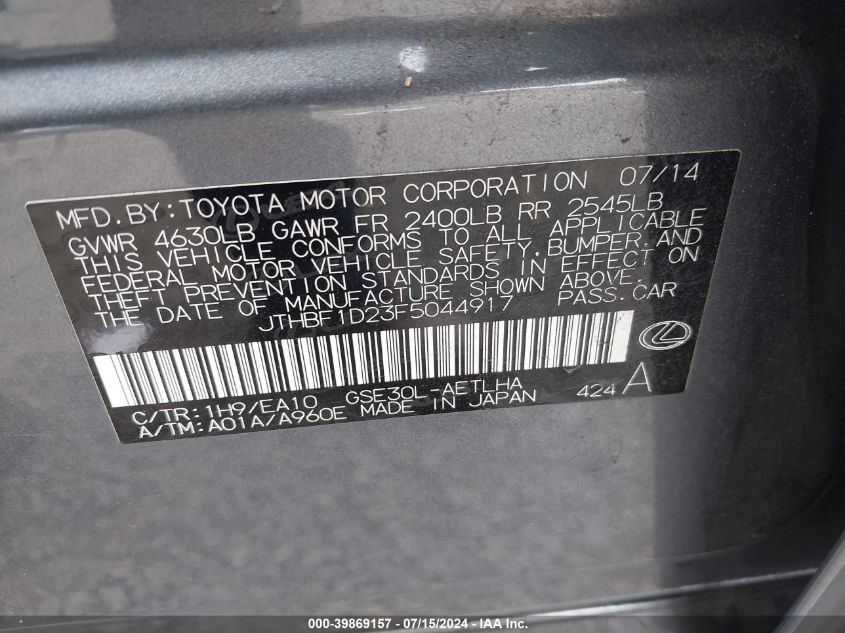 MFD. BY: TOYOTA MOTOR CORPORATION 07/14
GVWR 4630LB GAWR FR 2400LB RR 2545LB
THIS VEHICLE CONFORMS TO ALL APPLICABLE
FEDERAL MOTOR VEHICLE SAFETY, BUMPER, AND
THEFT PREVENTION STANDARDS IN EFFECT ON
THE DATE OF MANUFACTURE SHOWN ABOVE.
JTHBF1D23F5044917 PASS. CAR
C/TR: 1H9/EA10 GSE30L-AETLHA 424 A
A/TM: A01A/A960E MADE IN JAPAN
000-39869157 - 07/15/2024 - IAA Inc.